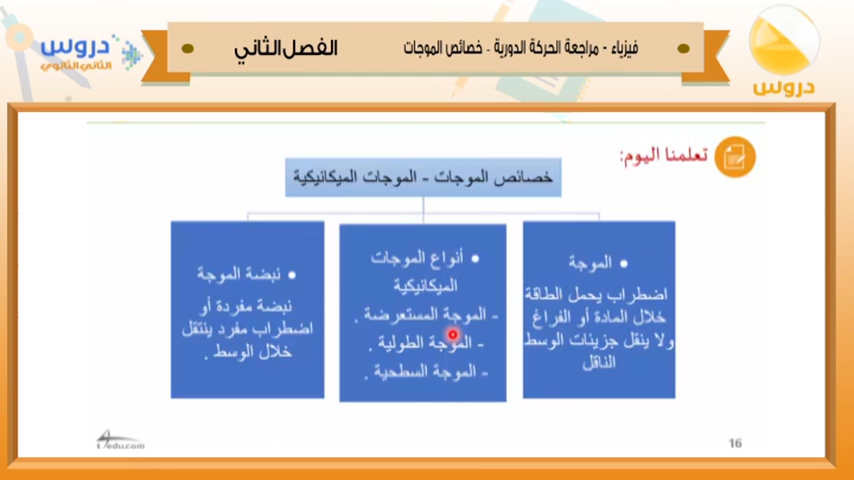 دروس
الثاني الثانوي
الفصل الثاني
فيزياء - مراجعة الحركة الدورية - خصائص الموجات
دروس
تعلمنا اليوم:
خصائص الموجات - الموجات الميكانيكية
• الموجة
اضطراب يحمل الطاقة
خلال المادة أو الفراغ
ولا ينقل جزيئات الوسط
الناقل
• أنواع الموجات
الميكانيكية
- الموجة المستعرضة .
- الموجة الطولية .
- الموجة السطحية .
• نبضة الموجة
نبضة مفردة أو
اضطراب مفرد ينتقل
خلال الوسط .
16